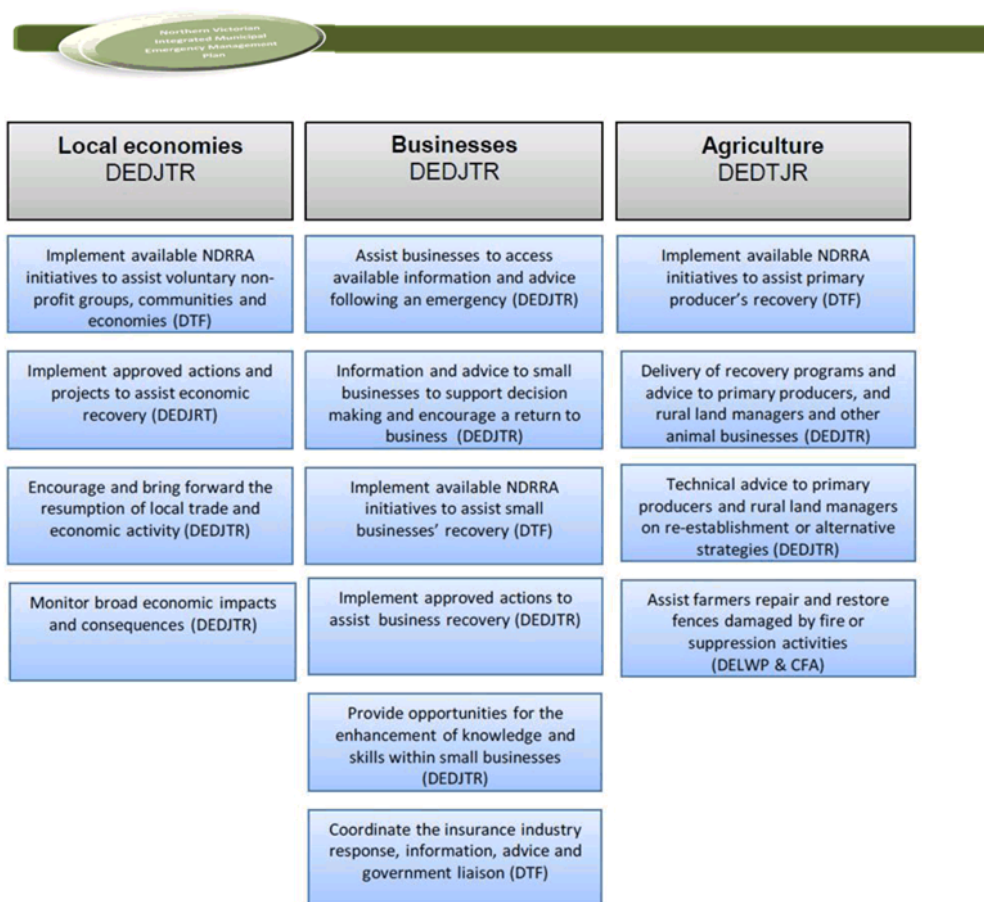 Northern Victorian
Integrated Municipal
Emergency Management
Plan
Local economies
DEDJTR
Implement available NDRRA
initiatives to assist voluntary non-
profit groups, communities and
economies (DTF)
Implement approved actions and
projects to assist economic
recovery (DEDJRT)
Encourage and bring forward the
resumption of local trade and
economic activity (DEDJTR)
Monitor broad economic impacts
and consequences (DEDJTR)
Businesses
DEDJTR
Assist businesses to access
available information and advice
following an emergency (DEDJTR)
Information and advice to small
businesses to support decision
making and encourage a return to
business (DEDJTR)
Implement available NDRRA
initiatives to assist small
businesses’ recovery (DTF)
Implement approved actions to
assist business recovery (DEDJTR)
Provide opportunities for the
enhancement of knowledge and
skills within small businesses
(DEDJTR)
Coordinate the insurance industry
response, information, advice and
government liaison (DTF)
Agriculture
DEDTJR
Implement available NDRRA
initiatives to assist primary
producer’s recovery (DTF)
Delivery of recovery programs and
advice to primary producers, and
rural land managers and other
animal businesses (DEDJTR)
Technical advice to primary
producers and rural land managers
on re-establishment or alternative
strategies (DEDJTR)
Assist farmers repair and restore
fences damaged by fire or
suppression activities
(DELWP & CFA)